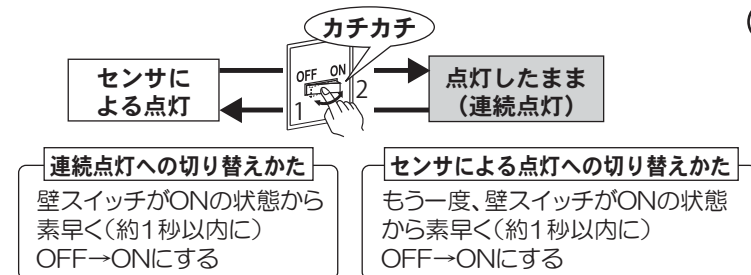 カチカチ
センサに
よる点灯
OFF ON
1 2
点灯したまま
（連続点灯）
連続点灯への切り替えかた
壁スイッチがONの状態から
素早く（約1秒以内に）
OFF→ONにする
センサによる点灯への切り替えかた
もう一度、壁スイッチがONの状態
から素早く（約1秒以内に）
OFF→ONにする